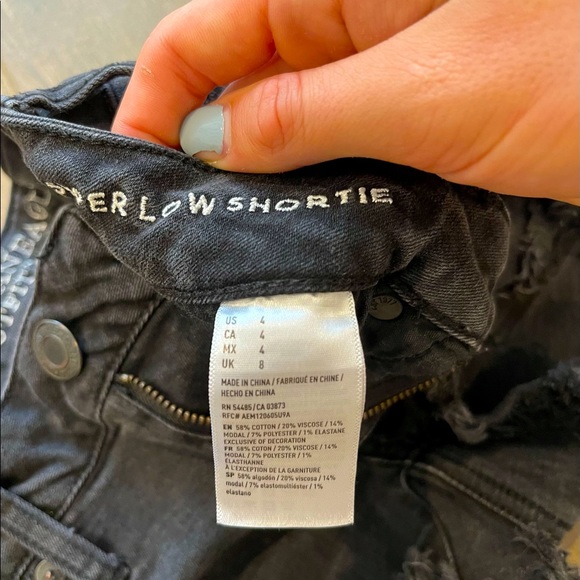 LOW SHORTIE
US 4
CA 4
MX 4
UK 8
MADE IN CHINA / FABRIQUÉ EN CHINE /
HECHO EN CHINA
RN 54485/CA 03873
RFC# AEM120605U9A
EN 58% COTTON / 20% VISCOSE / 14%
MODAL / 7% POLYESTER / 1% ELASTANE
EXCLUSIVE OF DECORATION
FR 58% COTON / 20% VISCOSE / 14%
MODAL / 7% POLYESTER / 1%
ÉLASTHANNE
À L'EXCEPTION DE LA GARNITURE
SP 58% algodón / 20% viscosa / 14%
modal / 7% elastomultiéster / 1%
elastano